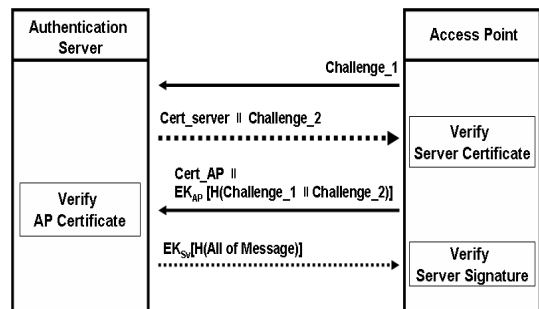 Authentication
Server
Access Point
Challenge_1
Cert_server || Challenge_2
Verify
Server Certificate
Cert_AP ||
EK_AP [H(Challenge_1 || Challenge_2)]
Verify
AP Certificate
EK_Sv[H(All of Message)]
Verify
Server Signature